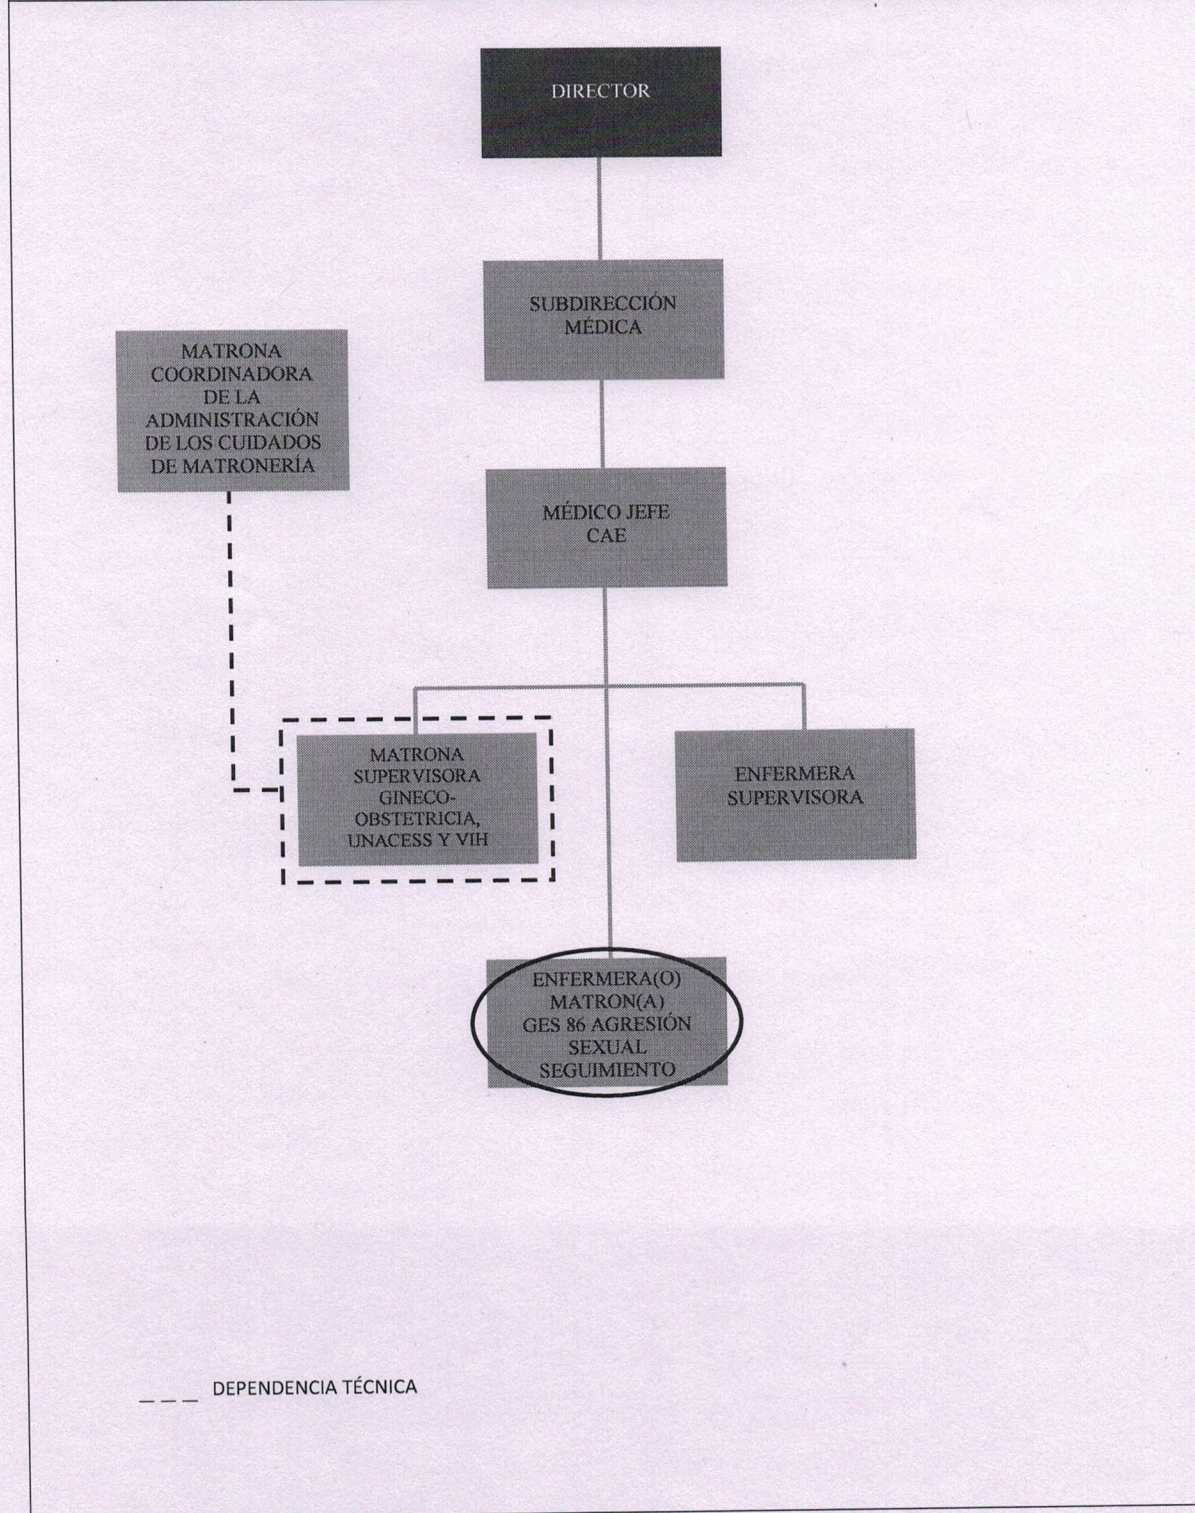 DIRECTOR
SUBDIRECCIÓN
MÉDICA
MATRONA
COORDINADORA
DE LA
ADMINISTRACIÓN
DE LOS CUIDADOS
DE MATRONERÍA
MÉDICO JEFE
CAE
MATRONA
SUPERVISORA
GINECO-
OBSTETRICIA,
UNACESS Y VIH
ENFERMERA
SUPERVISORA
ENFERMERA(O)
MATRON(A)
GES 86 AGRESIÓN
SEXUAL
SEGUIMIENTO
DEPENDENCIA TÉCNICA